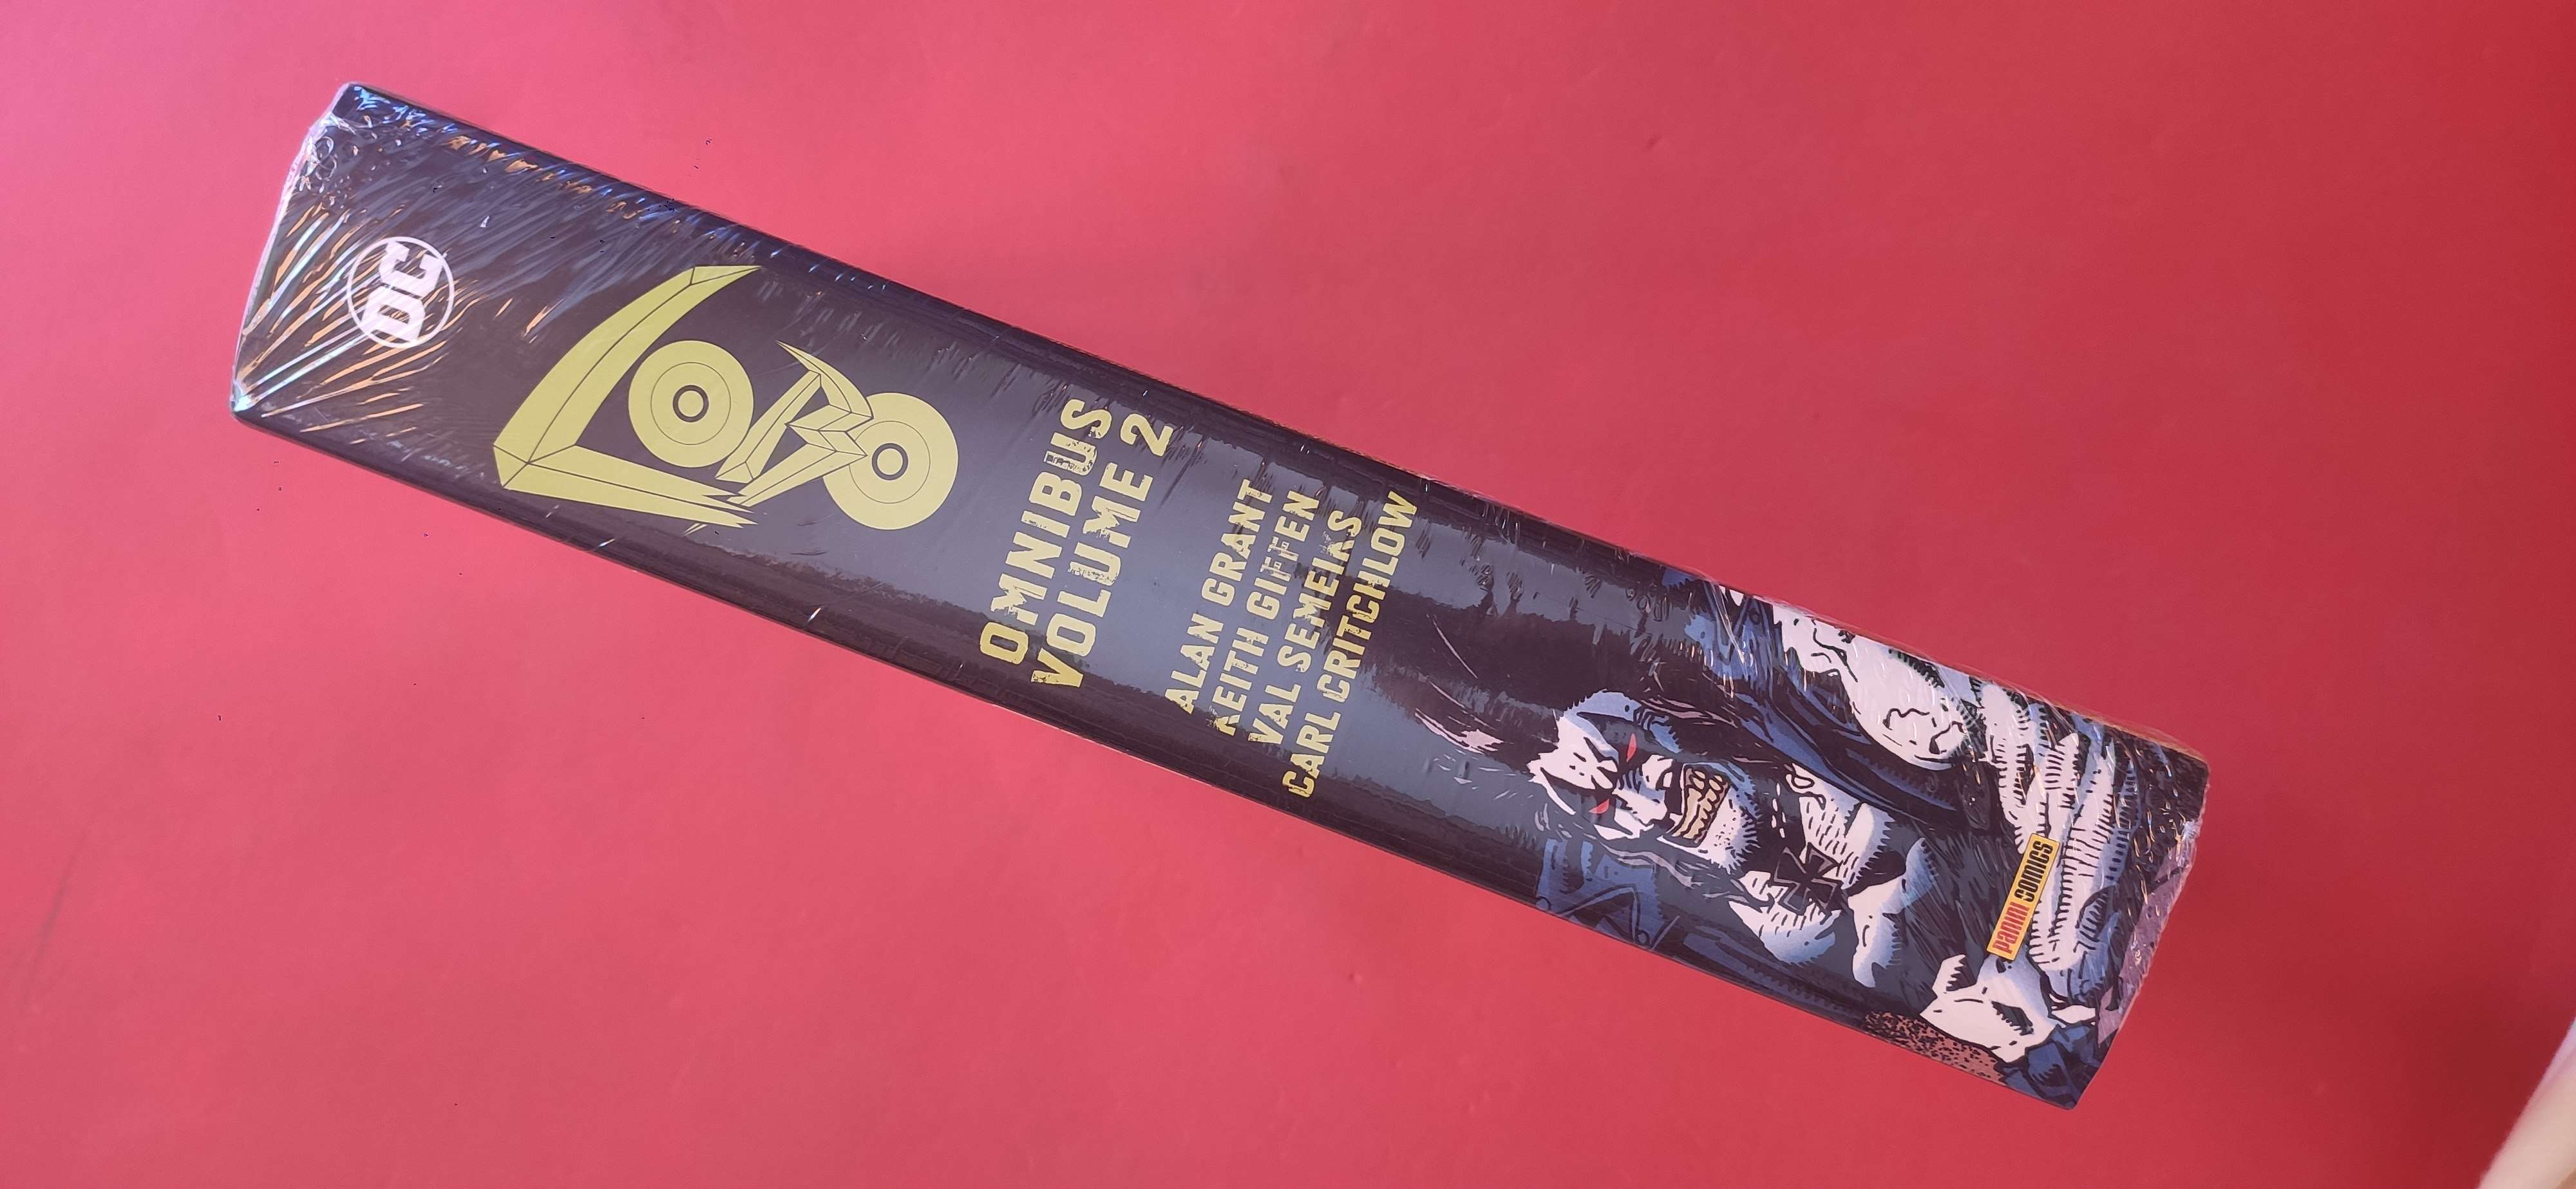 DC
LOBO
OMNIBUS
VOLUME 2
ALAN GRANT
KEITH GIFFEN
VAL SEMEIKS
CARL CRITCHLOW
PANINI COMICS